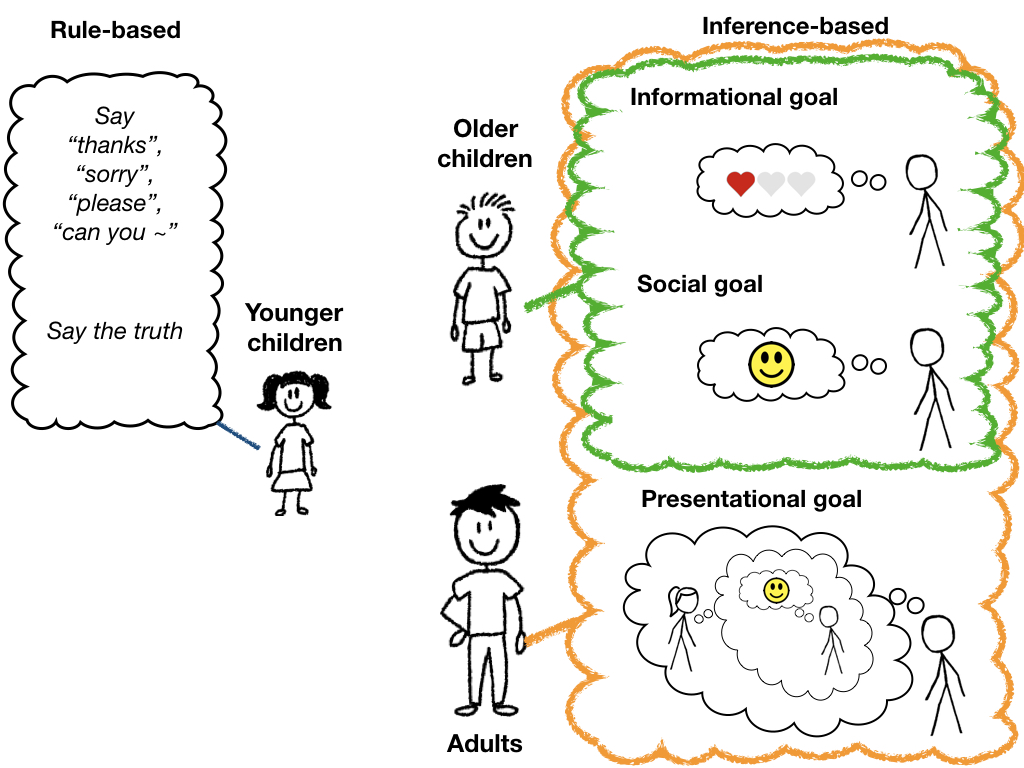 Rule-based
Say
“thanks”,
“sorry”,
“please”,
“can you ~”
Say the truth
Younger
children
Older
children
Adults
Inference-based
Informational goal
Social goal
Presentational goal